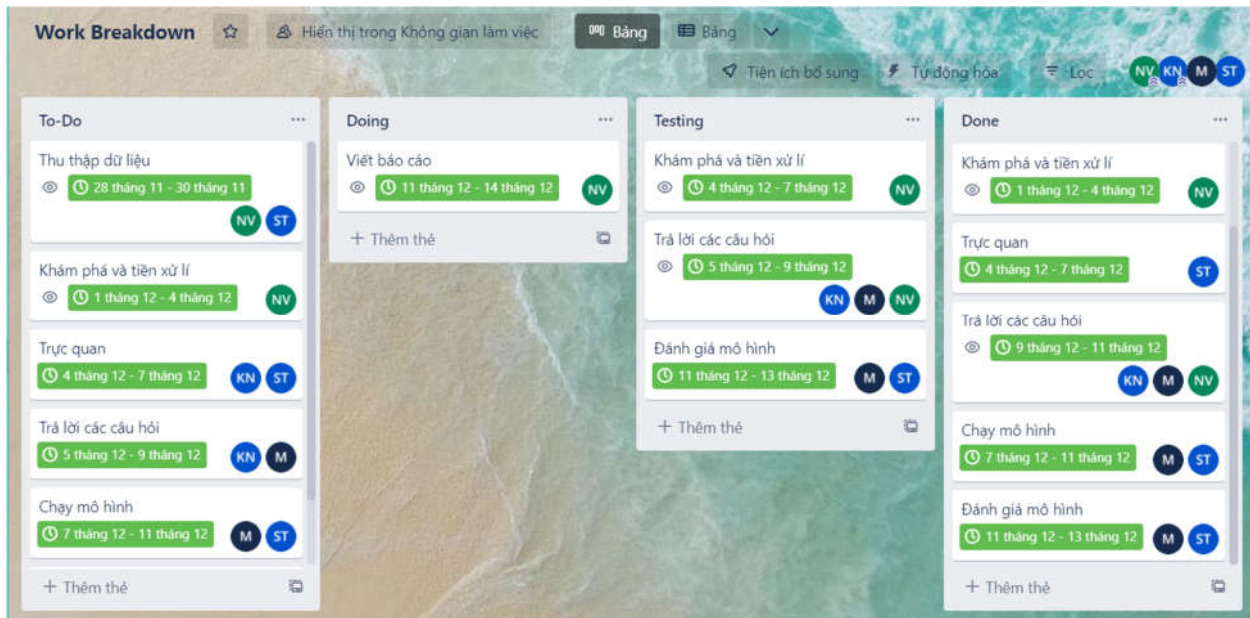 Work Breakdown
Hiển thị trong Không gian làm việc
Bảng
Bảng
Tiện ích bổ sung
Tự động hóa
Lọc
NV KN M ST
To-Do
Thu thập dữ liệu
28 tháng 11 - 30 tháng 11
NV ST
Khám phá và tiền xử lí
1 tháng 12 - 4 tháng 12
NV
Trực quan
4 tháng 12 - 7 tháng 12
KN ST
Trả lời các câu hỏi
5 tháng 12 - 9 tháng 12
KN M
Chạy mô hình
7 tháng 12 - 11 tháng 12
M ST
+ Thêm thẻ
Doing
Viết báo cáo
11 tháng 12 - 14 tháng 12
NV
+ Thêm thẻ
Testing
Khám phá và tiền xử lí
4 tháng 12 - 7 tháng 12
NV
Trả lời các câu hỏi
5 tháng 12 - 9 tháng 12
KN M NV
Đánh giá mô hình
11 tháng 12 - 13 tháng 12
M ST
+ Thêm thẻ
Done
Khám phá và tiền xử lí
1 tháng 12 - 4 tháng 12
NV
Trực quan
4 tháng 12 - 7 tháng 12
ST
Trả lời các câu hỏi
9 tháng 12 - 11 tháng 12
KN M NV
Chạy mô hình
7 tháng 12 - 11 tháng 12
M ST
Đánh giá mô hình
11 tháng 12 - 13 tháng 12
M ST
+ Thêm thẻ